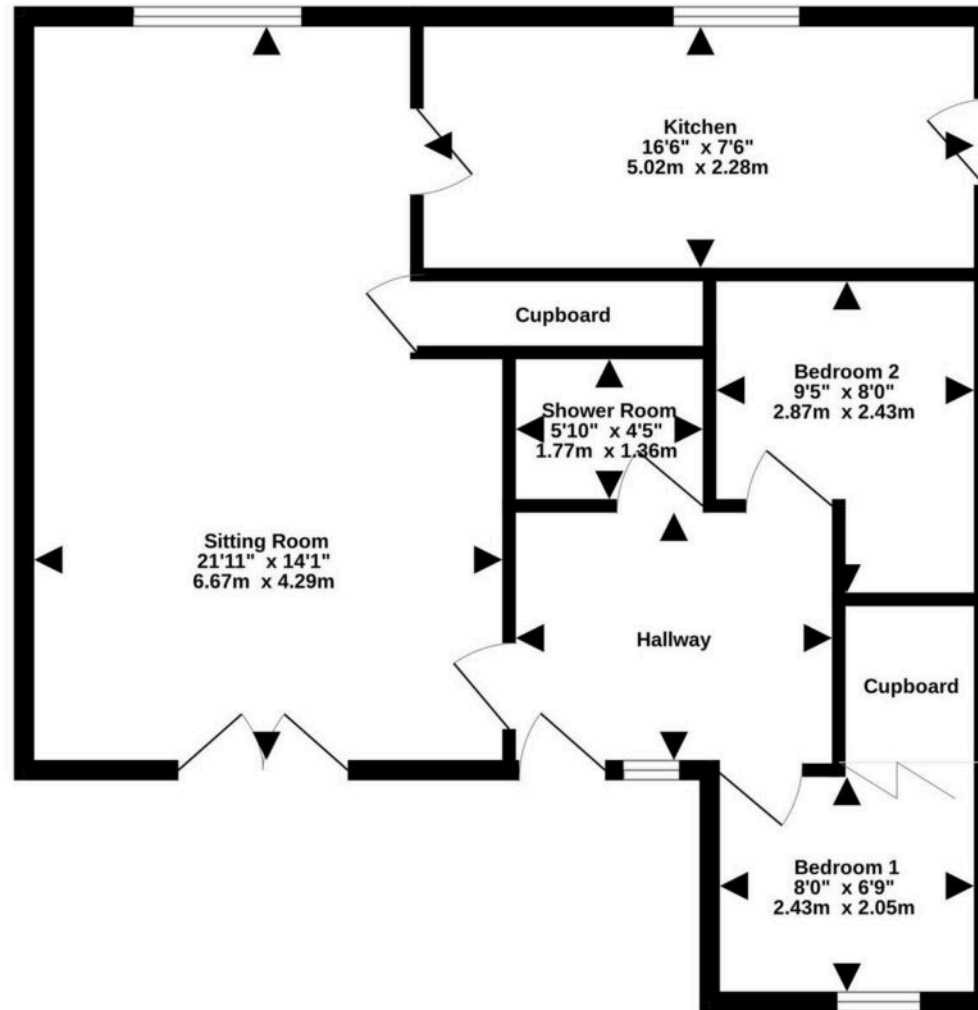 Kitchen
16'6" x 7'6"
5.02m x 2.28m
Cupboard
Bedroom 2
9'5" x 8'0"
2.87m x 2.43m
Shower Room
5'10" x 4'5"
1.77m x 1.36m
Sitting Room
21'11" x 14'1"
6.67m x 4.29m
Hallway
Cupboard
Bedroom 1
8'0" x 6'9"
2.43m x 2.05m